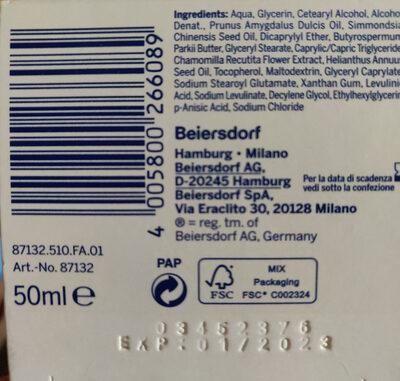 Ingredients: Aqua, Glycerin, Cetearyl Alcohol, Alcoho
Denat., Prunus Amygdalus Dulcis Oil, Simmondsia
Chinensis Seed Oil, Dicaprylyl Ether, Butyrospermum
Parkii Butter, Glyceryl Stearate, Caprylic/Capric Triglyceride
Chamomilla Recutita Flower Extract, Helianthus Annuus
Seed Oil, Tocopherol, Maltodextrin, Glyceryl Caprylate
Sodium Stearoyl Glutamate, Xanthan Gum, Levulinic
Acid, Sodium Levulinate, Decylene Glycol, Ethylhexylglycerin
p-Anisic Acid, Sodium Chloride
Beiersdorf
Hamburg · Milano
Beiersdorf AG,
D-20245 Hamburg
Beiersdorf SpA,
Via Eraclito 30, 20128 Milano
® = reg. tm. of
Beiersdorf AG, Germany
Per la data di scadenza
vedi sotto la confezione
4 005800 266089
87132.510.FA.01
Art.-No. 87132
50ml e
PAP
FSC
MIX
Packaging
FSC® C002324
03452376
EXP:01/2023